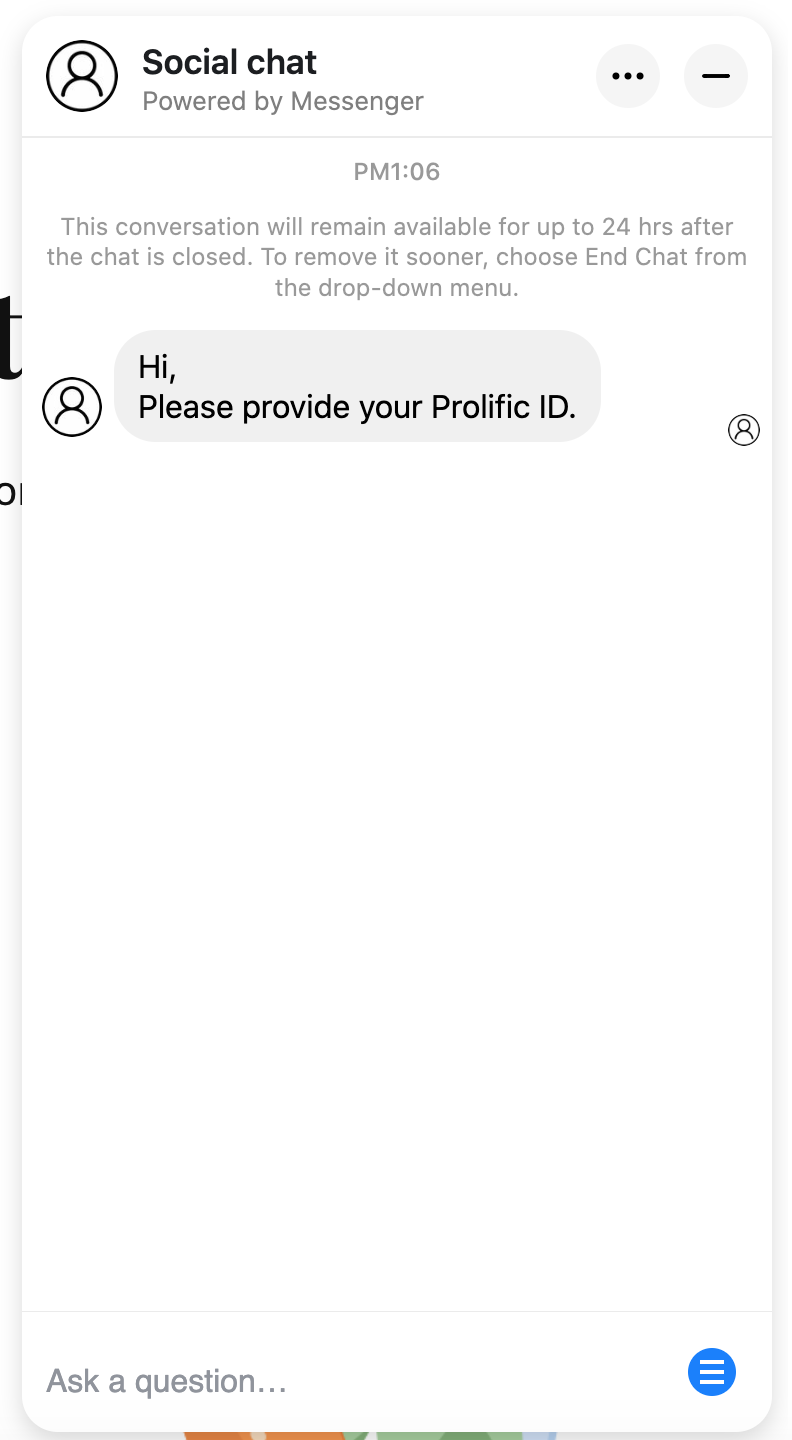 Social chat
Powered by Messenger
PM1:06
This conversation will remain available for up to 24 hrs after
the chat is closed. To remove it sooner, choose End Chat from
the drop-down menu.
Hi,
Please provide your Prolific ID.
Ask a question…